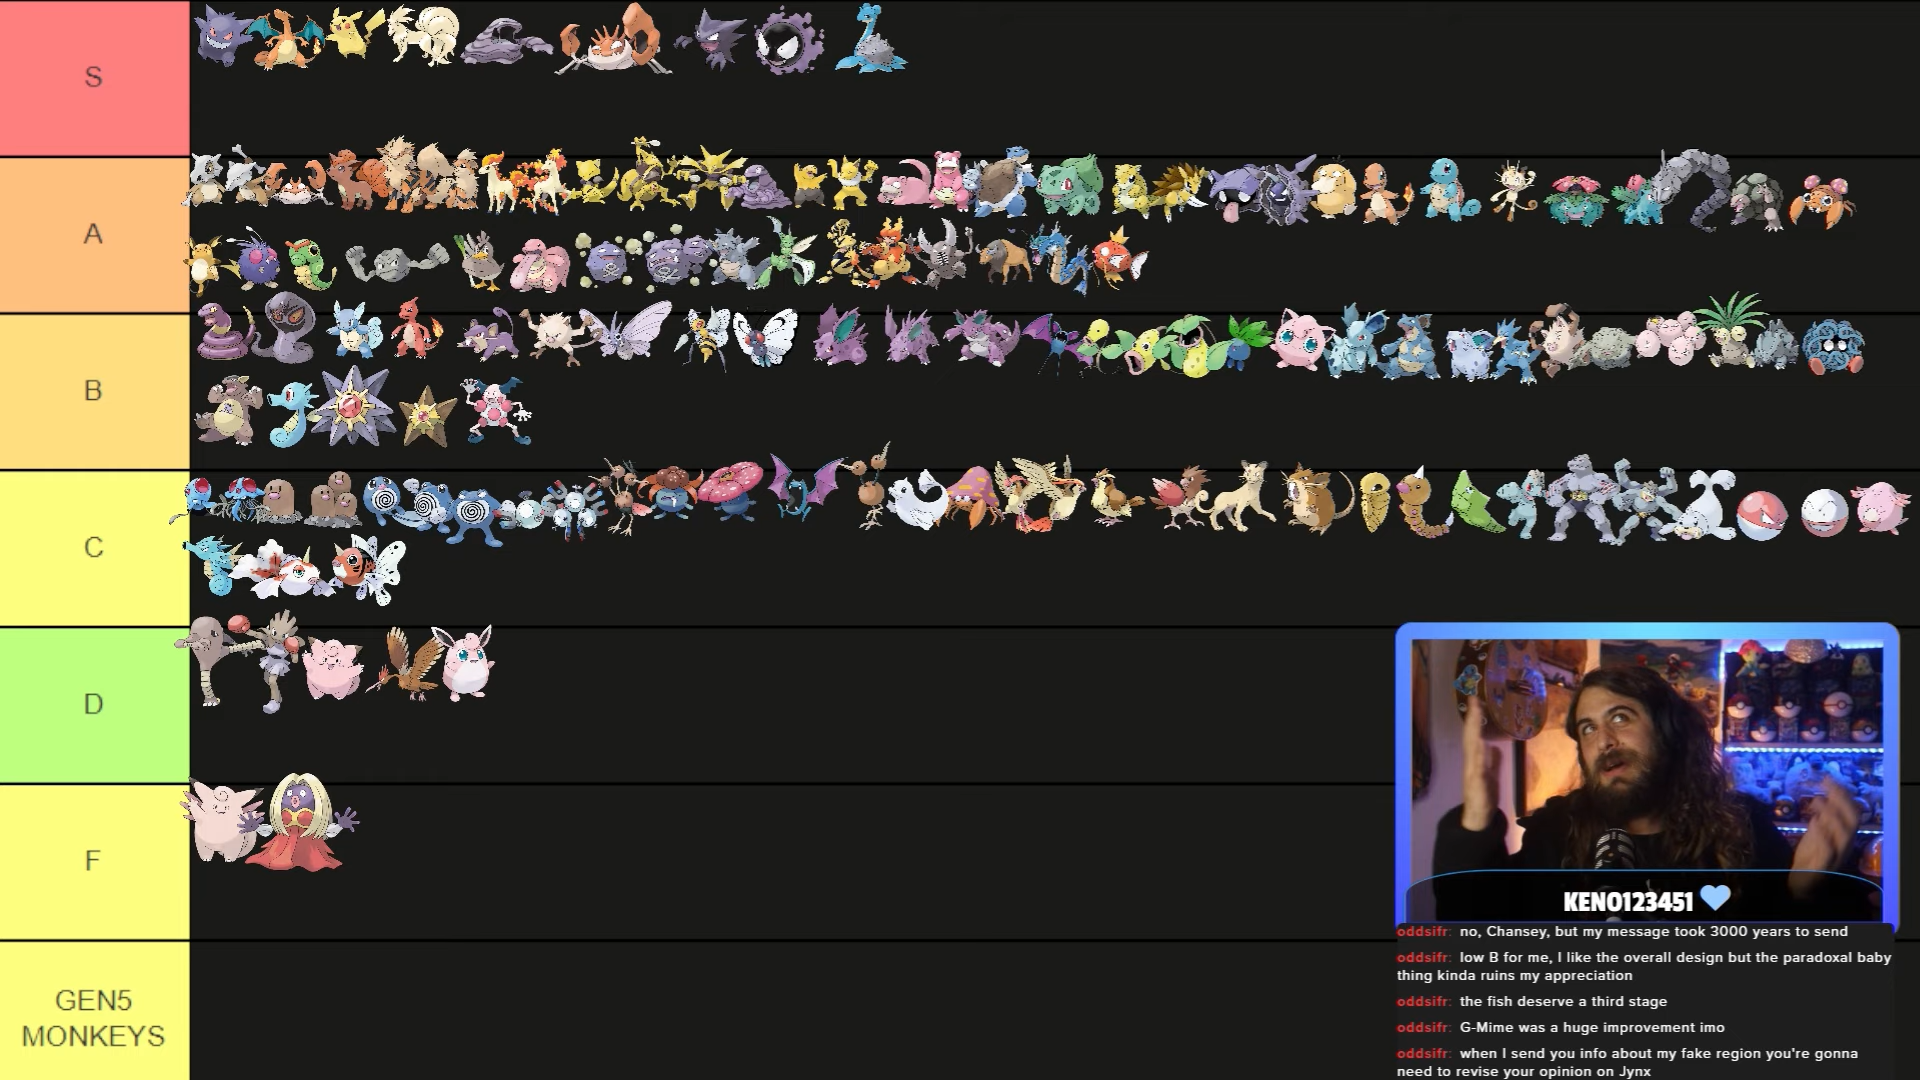 S
A
B
C
D
F
GEN5
MONKEYS
KENO123451
oddsifr: no, Chansey, but my message took 3000 years to send
oddsifr: low B for me, I like the overall design but the paradoxal baby
thing kinda ruins my appreciation
oddsifr: the fish deserve a third stage
oddsifr: G-Mime was a huge improvement imo
oddsifr: when I send you info about my fake region you're gonna
need to revise your opinion on Jynx